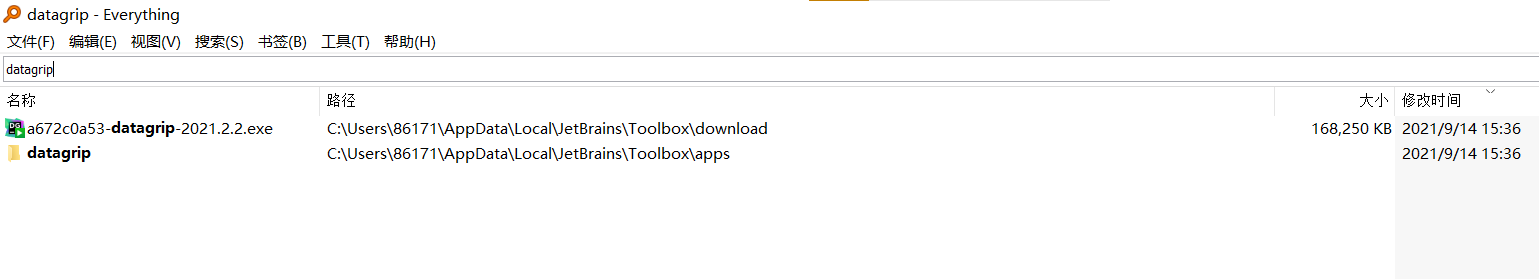 datagrip - Everything
文件(F) 编辑(E) 视图(V) 搜索(S) 书签(B) 工具(T) 帮助(H)
datagrip
名称 路径 大小 修改时间
DG a672c0a53-datagrip-2021.2.2.exe C:\Users\86171\AppData\Local\JetBrains\Toolbox\download 168,250 KB 2021/9/14 15:36
datagrip C:\Users\86171\AppData\Local\JetBrains\Toolbox\apps 2021/9/14 15:36